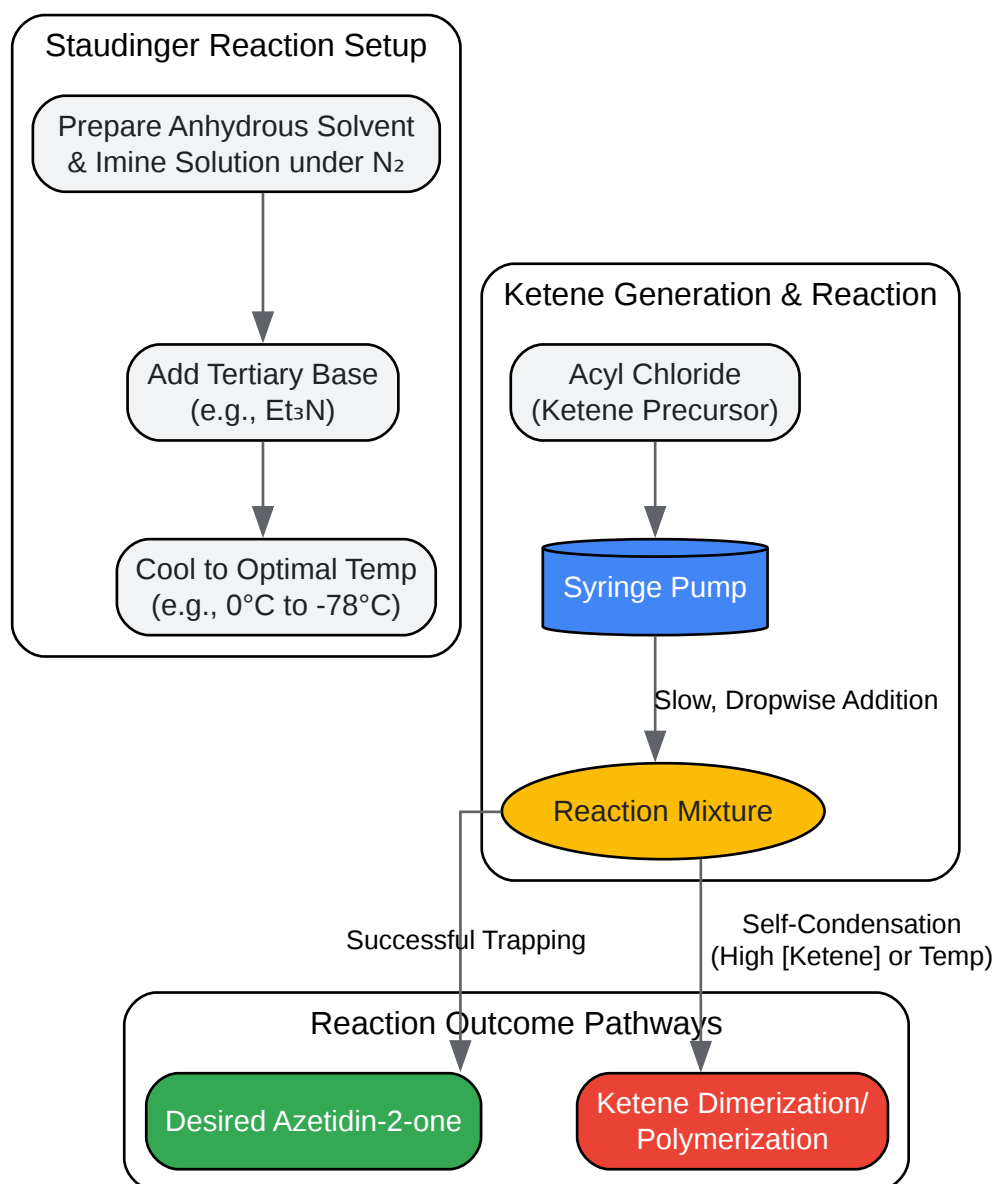 Staudinger Reaction Setup
Prepare Anhydrous Solvent
& Imine Solution under N₂
Add Tertiary Base
(e.g., Et₃N)
Cool to Optimal Temp
(e.g., 0°C to -78°C)
Ketene Generation & Reaction
Acyl Chloride
(Ketene Precursor)
Syringe Pump
Slow, Dropwise Addition
Reaction Mixture
Successful Trapping
Self-Condensation
(High [Ketene] or Temp)
Reaction Outcome Pathways
Desired Azetidin-2-one
Ketene Dimerization/
Polymerization